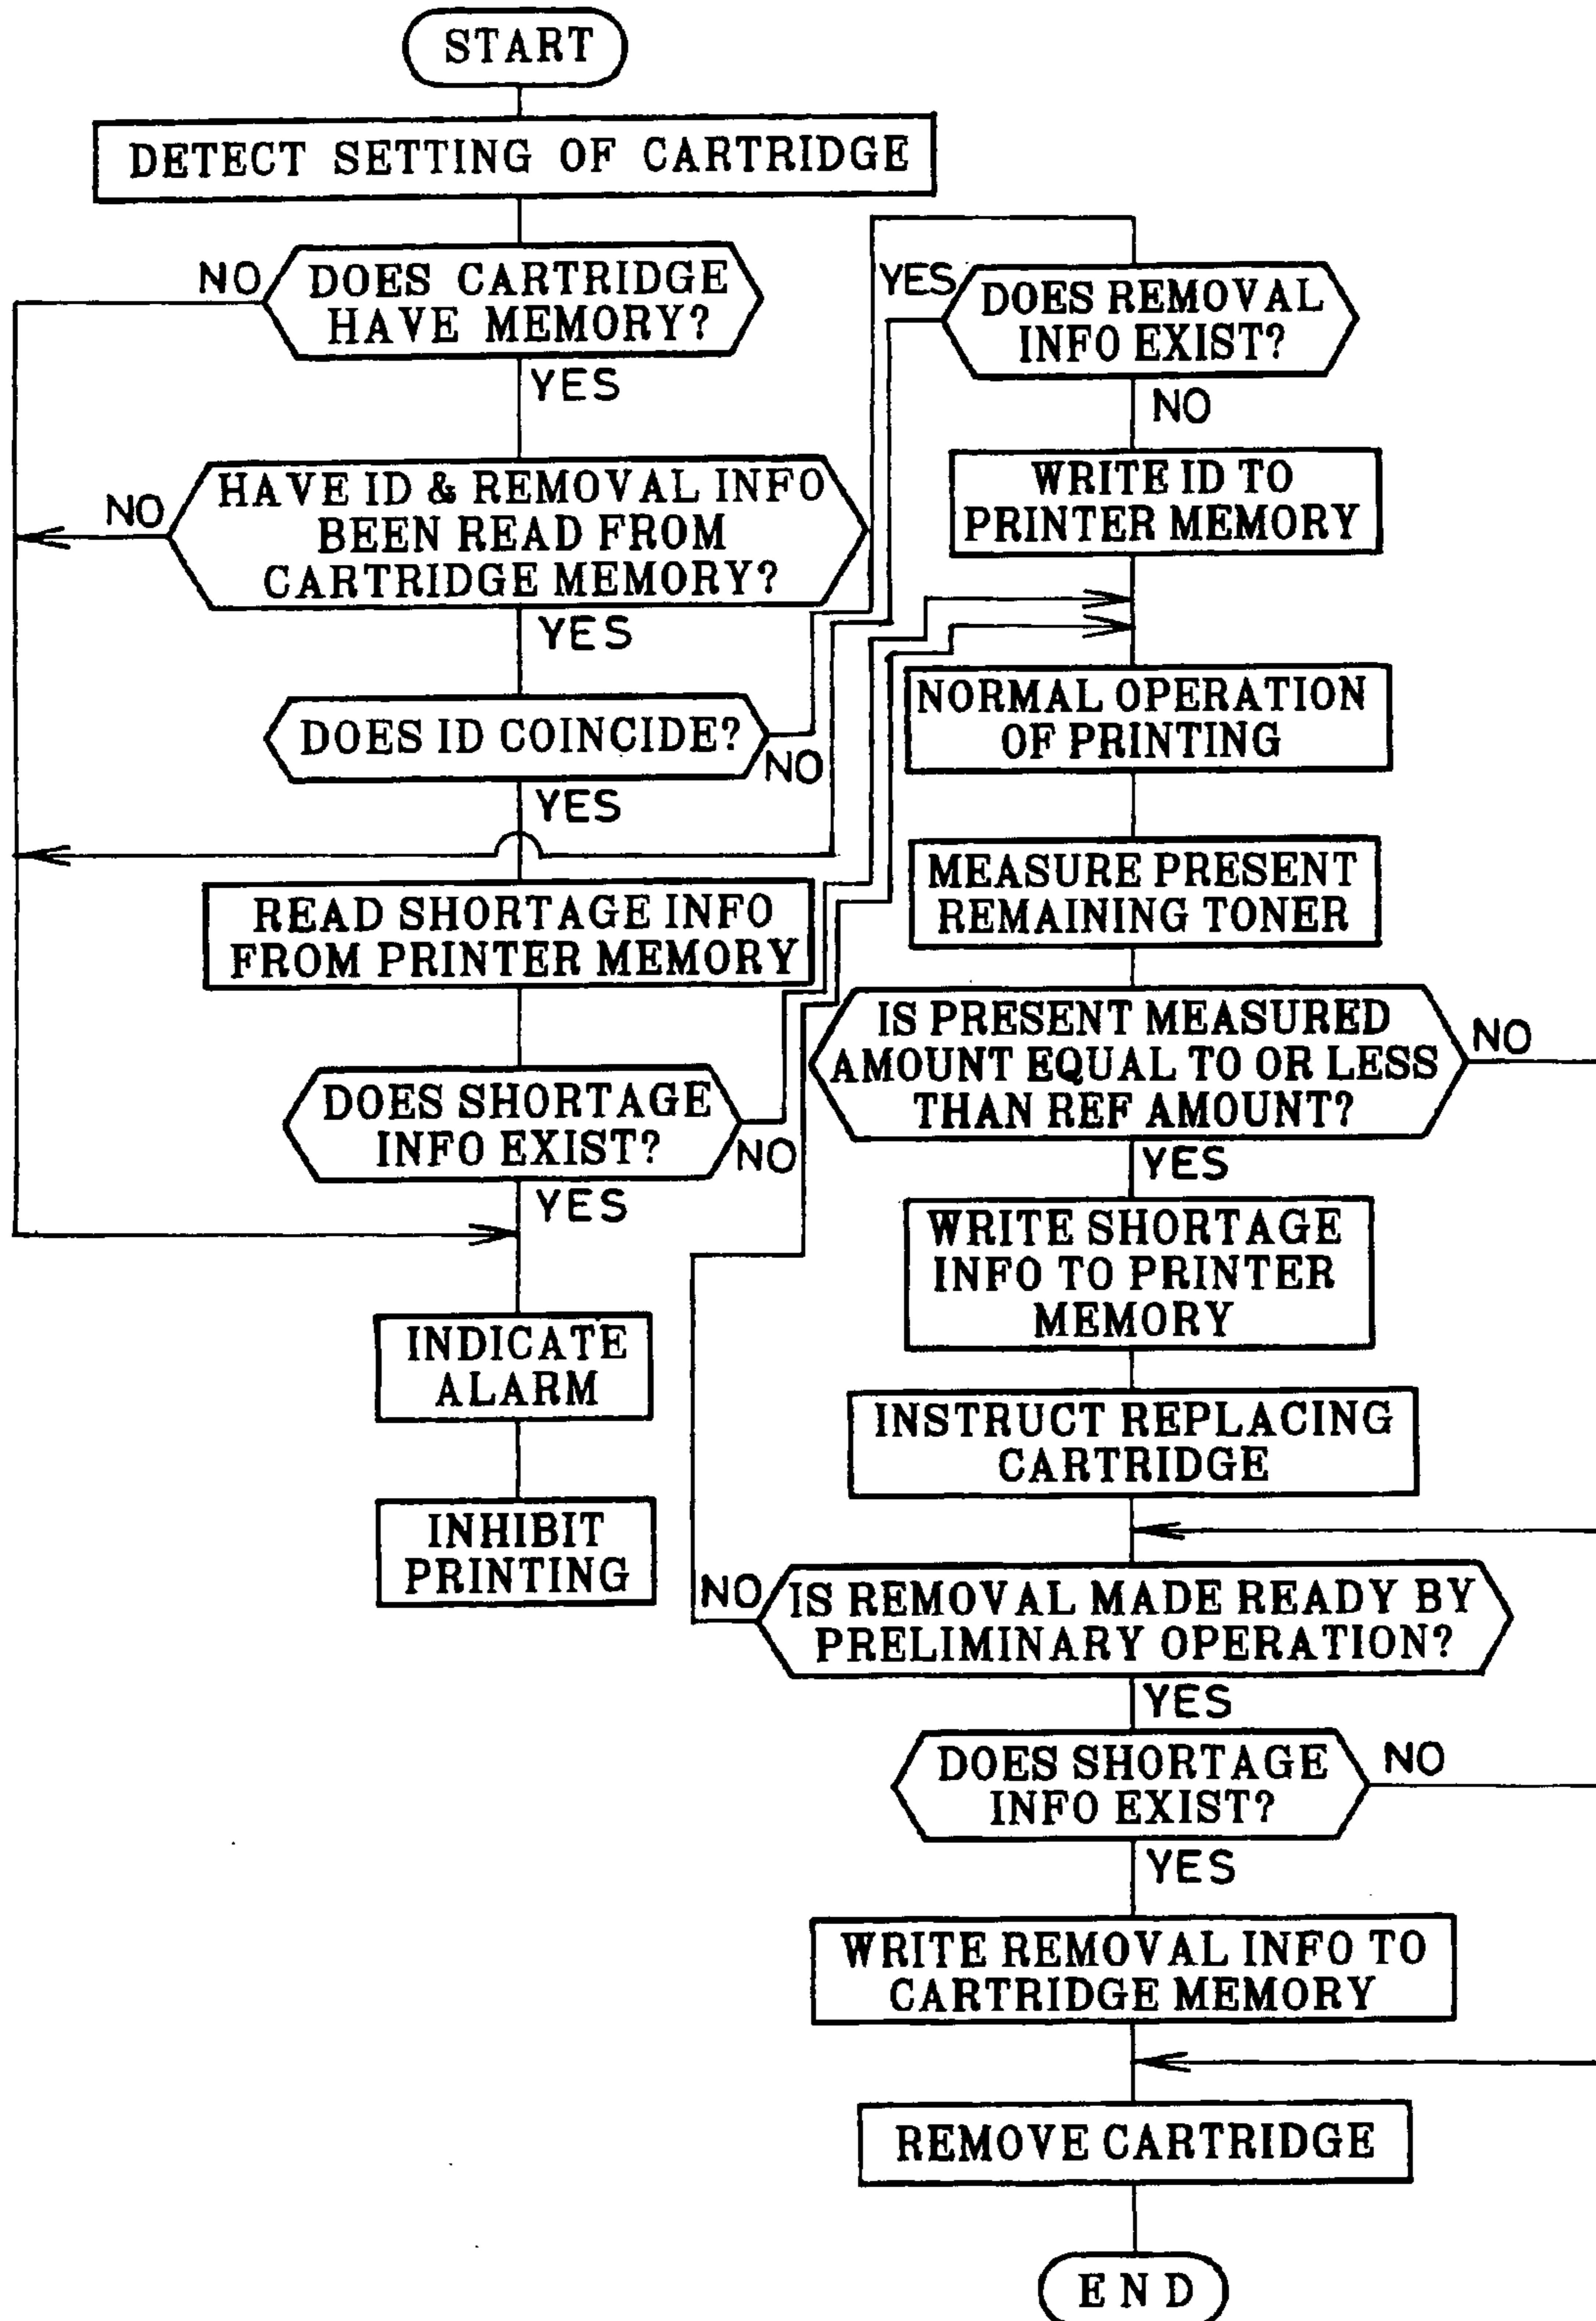 START
DETECT SETTING OF CARTRIDGE
NO
DOES CARTRIDGE
HAVE MEMORY?
YES
NO
HAVE ID & REMOVAL INFO
BEEN READ FROM
CARTRIDGE MEMORY?
YES
DOES ID COINCIDE?
NO
YES
READ SHORTAGE INFO
FROM PRINTER MEMORY
DOES SHORTAGE
INFO EXIST?
NO
YES
INDICATE
ALARM
INHIBIT
PRINTING
YES
DOES REMOVAL
INFO EXIST?
NO
WRITE ID TO
PRINTER MEMORY
NORMAL OPERATION
OF PRINTING
MEASURE PRESENT
REMAINING TONER
IS PRESENT MEASURED
AMOUNT EQUAL TO OR LESS
THAN REF AMOUNT?
NO
YES
WRITE SHORTAGE
INFO TO PRINTER
MEMORY
INSTRUCT REPLACING
CARTRIDGE
NO
IS REMOVAL MADE READY BY
PRELIMINARY OPERATION?
YES
DOES SHORTAGE
INFO EXIST?
NO
YES
WRITE REMOVAL INFO TO
CARTRIDGE MEMORY
REMOVE CARTRIDGE
END